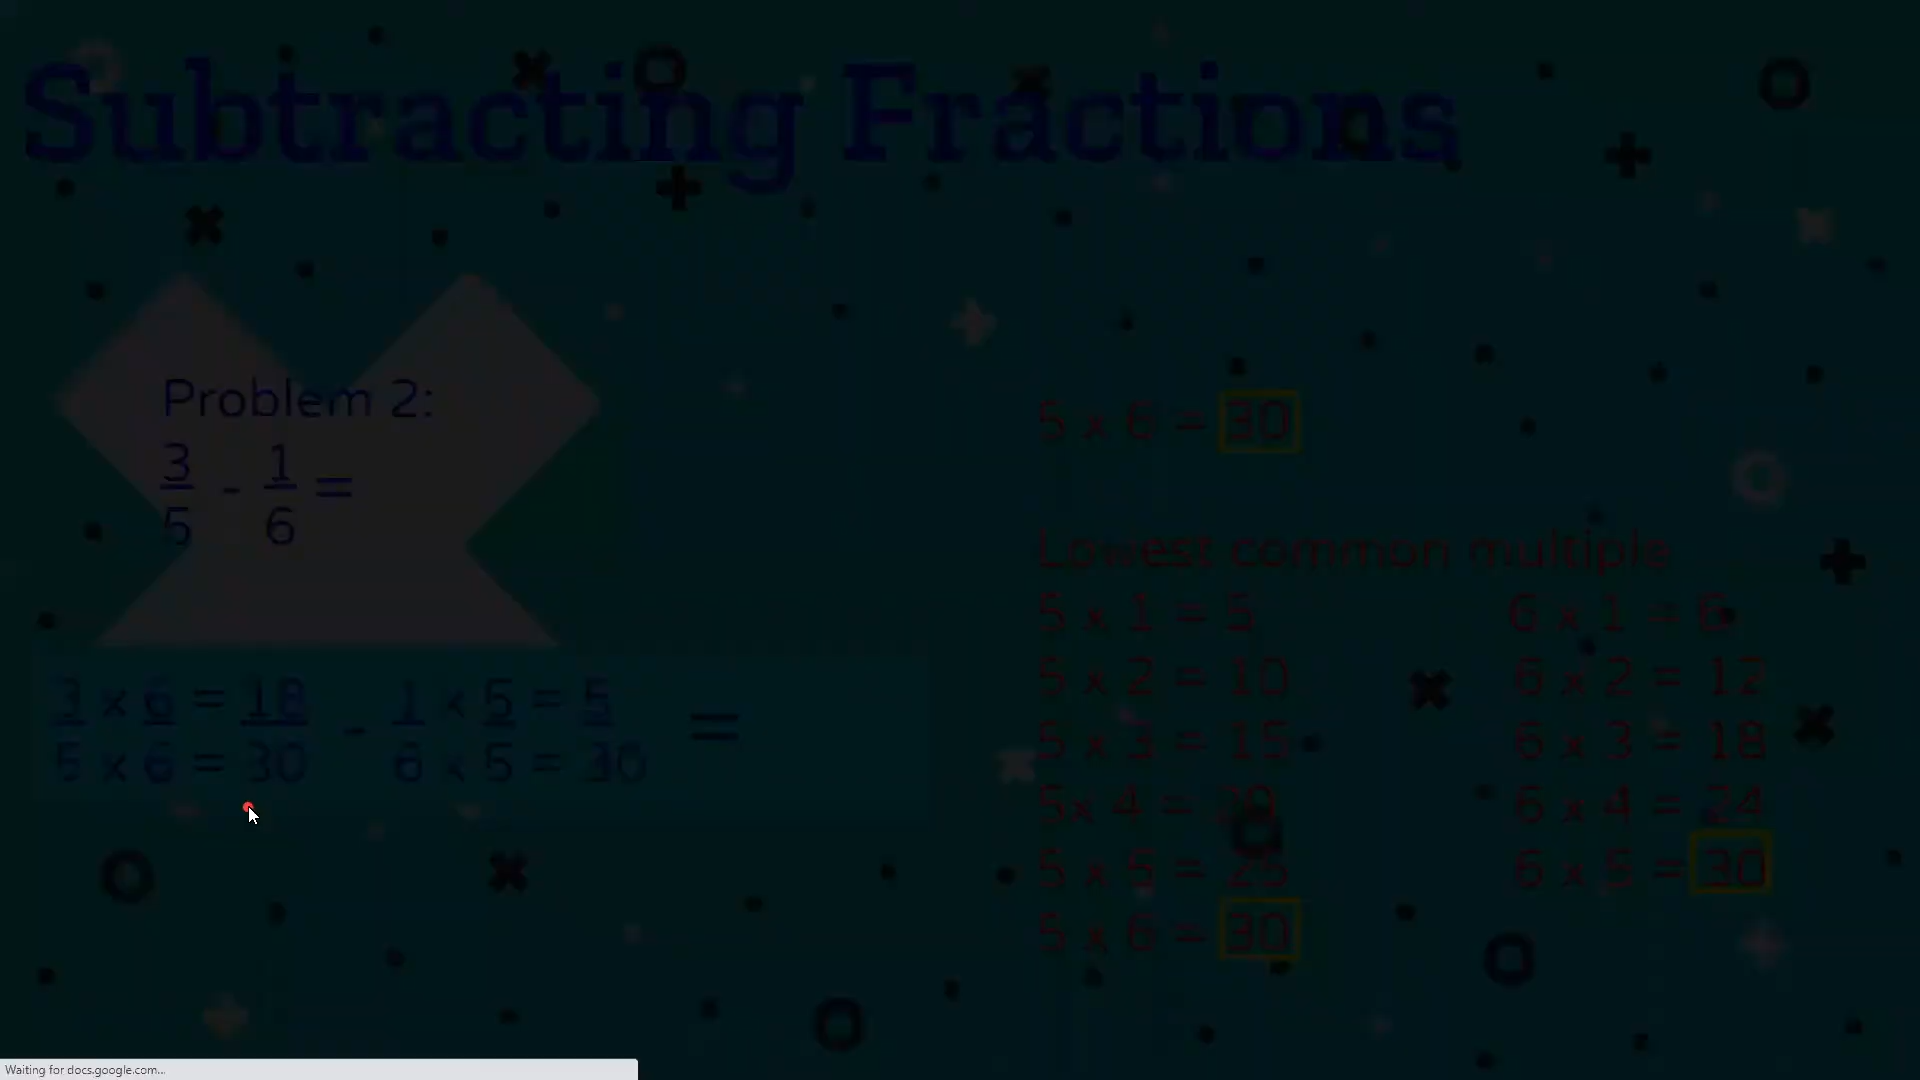 Subtracting Fractions
Problem 2:
3 - 1 =
5 6
3 x 6 = 18 - 1 x 5 = 5 =
5 x 6 = 30 6 x 5 = 30
5 x 6 = 30
Lowest common multiple
5 x 1 = 5 6 x 1 = 6
5 x 2 = 10 6 x 2 = 12
5 x 3 = 15 6 x 3 = 18
5x 4 = 20 6 x 4 = 24
5 x 5 = 25 6 x 5 = 30
5 x 6 = 30
Waiting for docs.google.com...